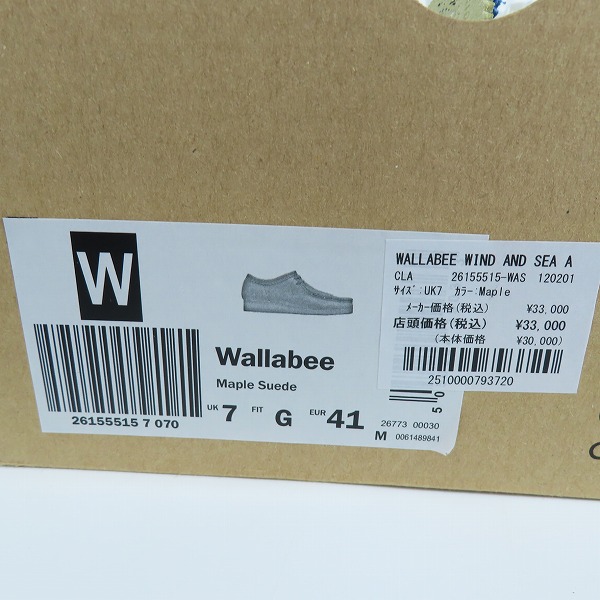 W
26155515 7 070
Wallabee
Maple Suede
UK 7 FIT G EUR 41
M
26773 00030
0061489841
50
WALLABEE WIND AND SEA A
CLA 26155515-WAS 120201
ｻｲｽﾞ:UK7 ｶﾗｰ:Maple
ﾒｰｶｰ価格(税込) ¥33,000
店頭価格(税込) ¥33,000
(本体価格 ¥30,000)
2510000793720